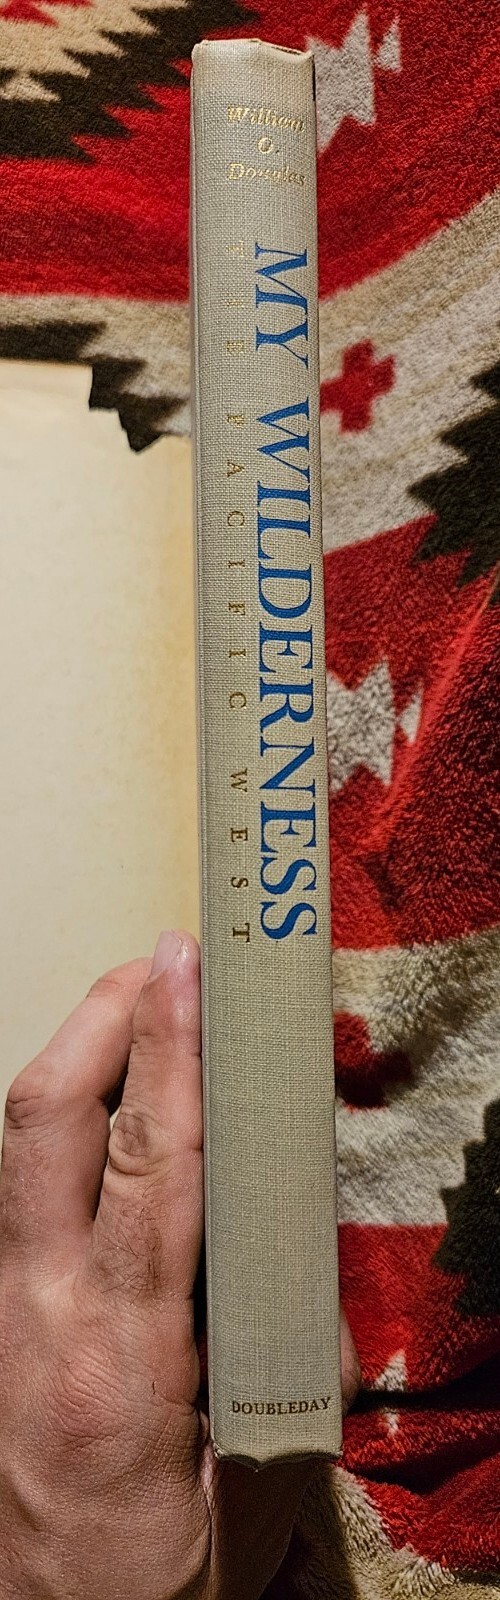 William
O.
Douglas
MY WILDERNESS
THE PACIFIC WEST
DOUBLEDAY